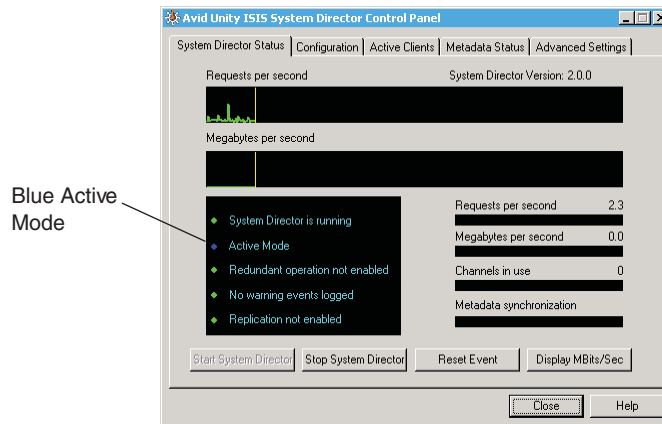 Avid Unity ISIS System Director Control Panel
System Director Status Configuration Active Clients Metadata Status Advanced Settings
Requests per second System Director Version: 2.0.0
Megabytes per second
Blue Active
Mode
System Director is running
Active Mode
Redundant operation not enabled
No warning events logged
Replication not enabled
Requests per second 2.3
Megabytes per second 0.0
Channels in use 0
Metadata synchronization
Start System Director Stop System Director Reset Event Display MBits/Sec
Close Help